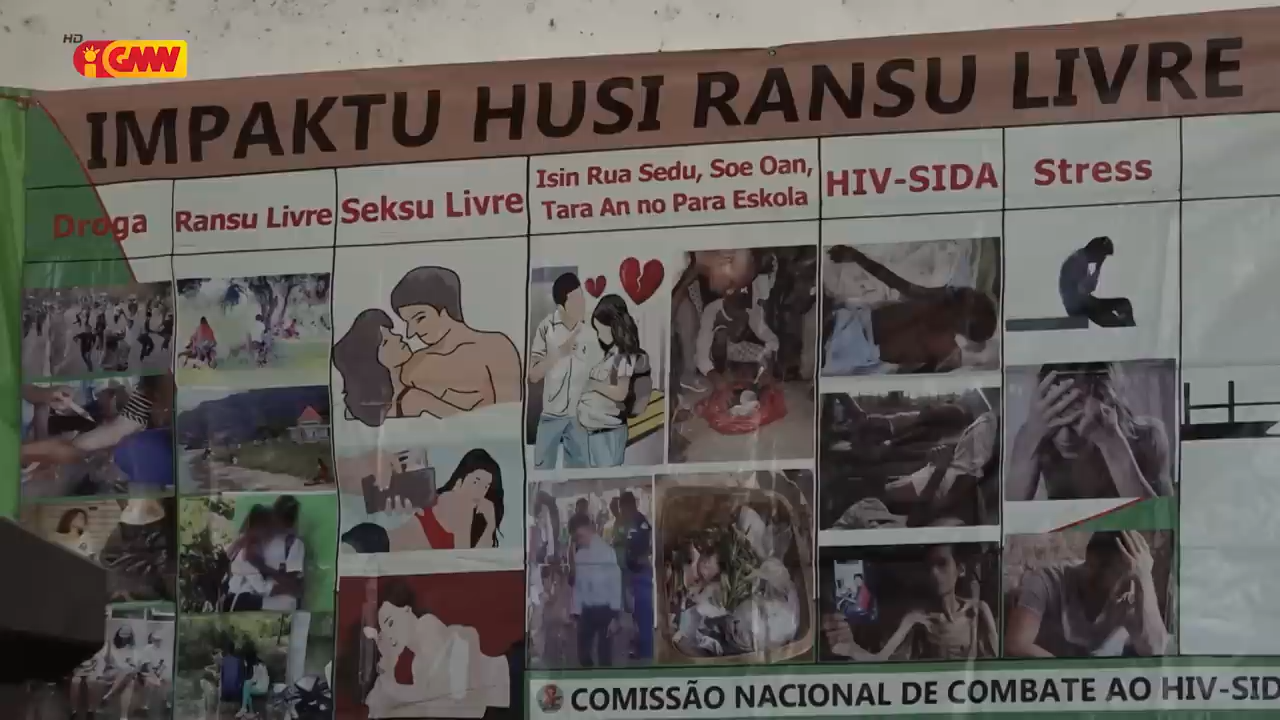 HD
GMN
IMPAKTU HUSI RANSU LIVRE
Droga
Ransu Livre
Seksu Livre
Isin Rua Sedu, Soe Oan,
Tara An no Para Eskola
HIV-SIDA
Stress
COMISSÃO NACIONAL DE COMBATE AO HIV-SID